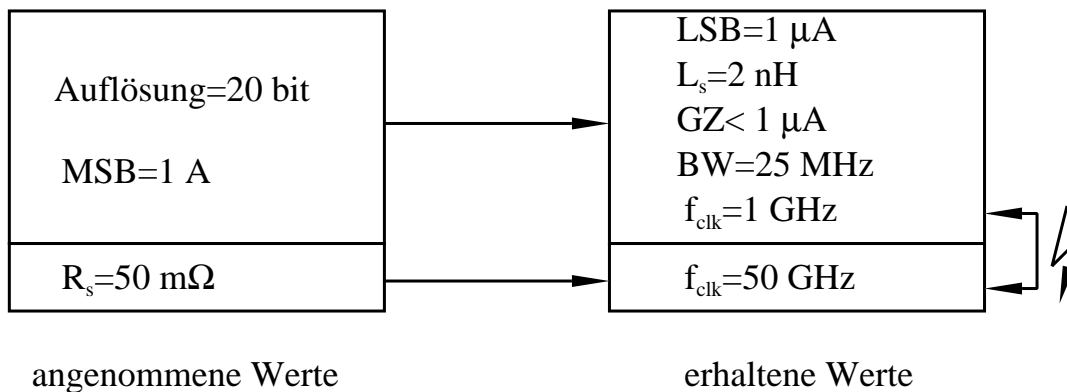 Auflösung=20 bit
MSB=1 A
R_s=50 mΩ
LSB=1 µA
L_s=2 nH
GZ< 1 µA
BW=25 MHz
f_clk=1 GHz
f_clk=50 GHz
angenommene Werte
erhaltene Werte